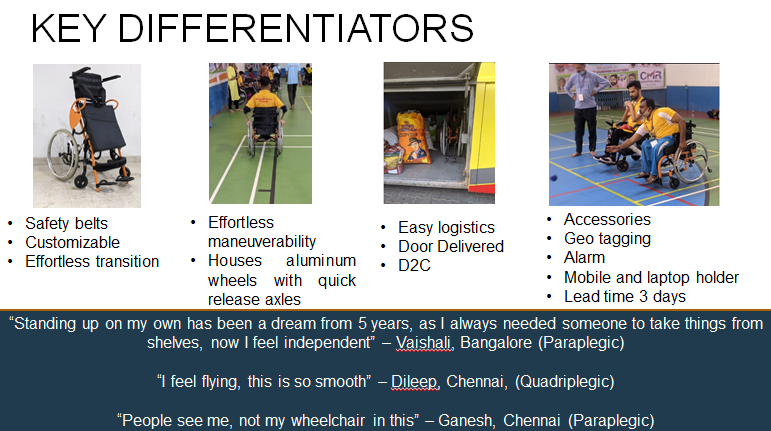 KEY DIFFERENTIATORS
• Safety belts
• Customizable
• Effortless transition
• Effortless
maneuverability
• Houses aluminum
wheels with quick
release axles
• Easy logistics
• Door Delivered
• D2C
CMR
• Accessories
• Geo tagging
• Alarm
• Mobile and laptop holder
• Lead time 3 days
“Standing up on my own has been a dream from 5 years, as I always needed someone to take things from
shelves, now I feel independent” – Vaishali, Bangalore (Paraplegic)
“I feel flying, this is so smooth” – Dileep, Chennai, (Quadriplegic)
“People see me, not my wheelchair in this” – Ganesh, Chennai (Paraplegic)